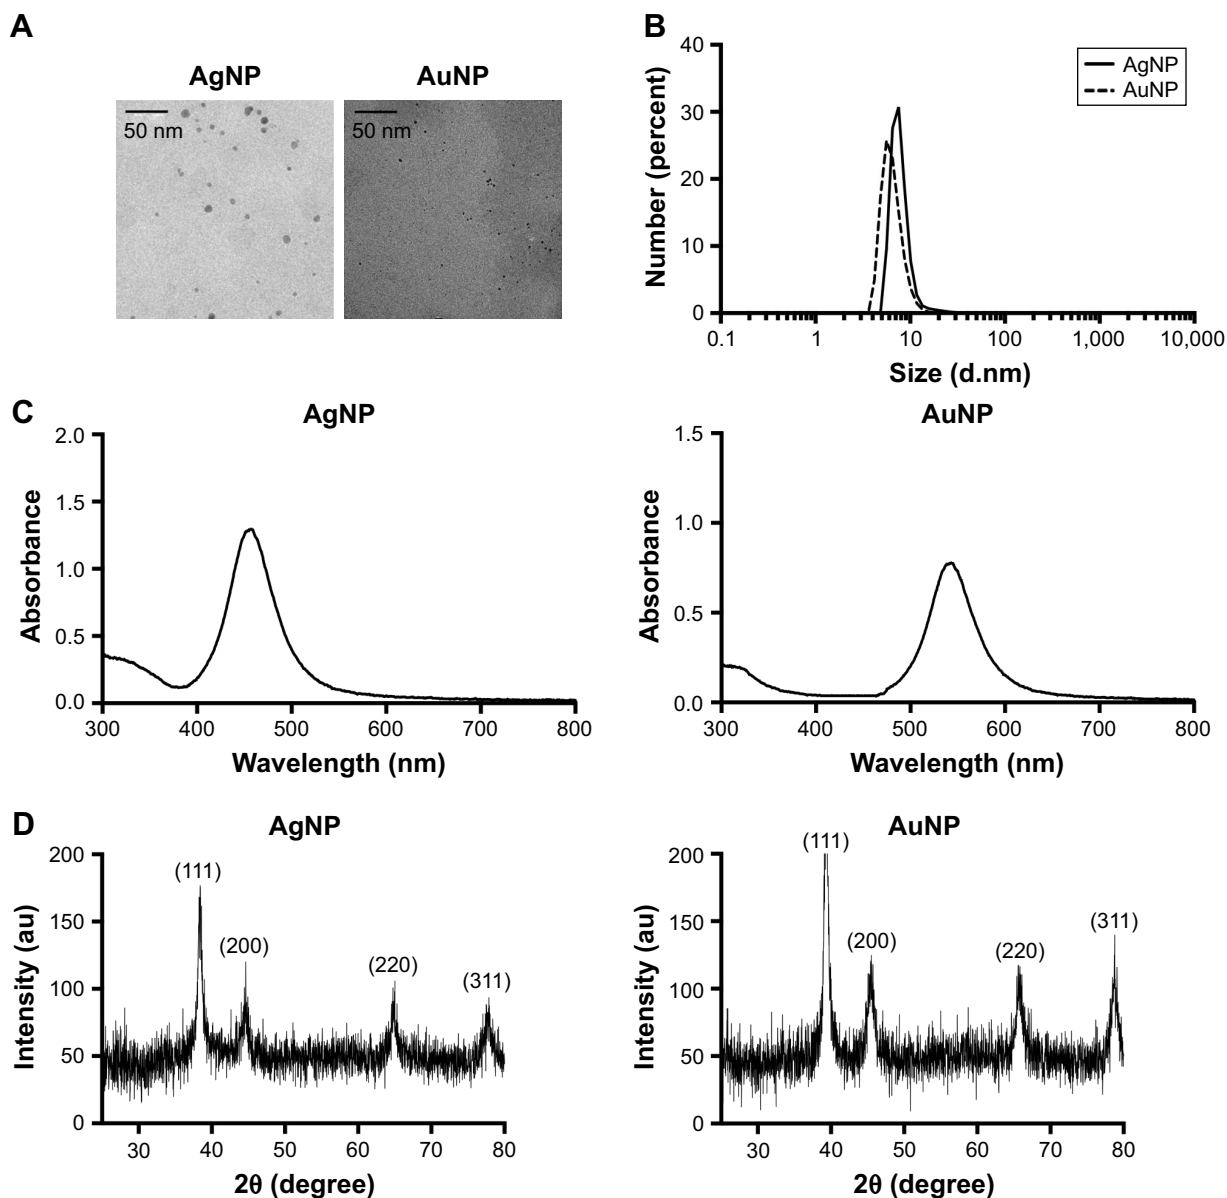 A
AgNP
AuNP
50 nm
50 nm
B
40
30
20
10
0
Number (percent)
AgNP
AuNP
0.1 1 10 100 1,000 10,000
Size (d.nm)
C
AgNP
2.0
1.5
1.0
0.5
0.0
Absorbance
300 400 500 600 700 800
Wavelength (nm)
AuNP
1.5
1.0
0.5
0.0
Absorbance
300 400 500 600 700 800
Wavelength (nm)
D
AgNP
200
150
100
50
0
Intensity (au)
(111)
(200)
(220)
(311)
30 40 50 60 70 80
2θ (degree)
AuNP
200
150
100
50
0
Intensity (au)
(111)
(200)
(220)
(311)
30 40 50 60 70 80
2θ (degree)